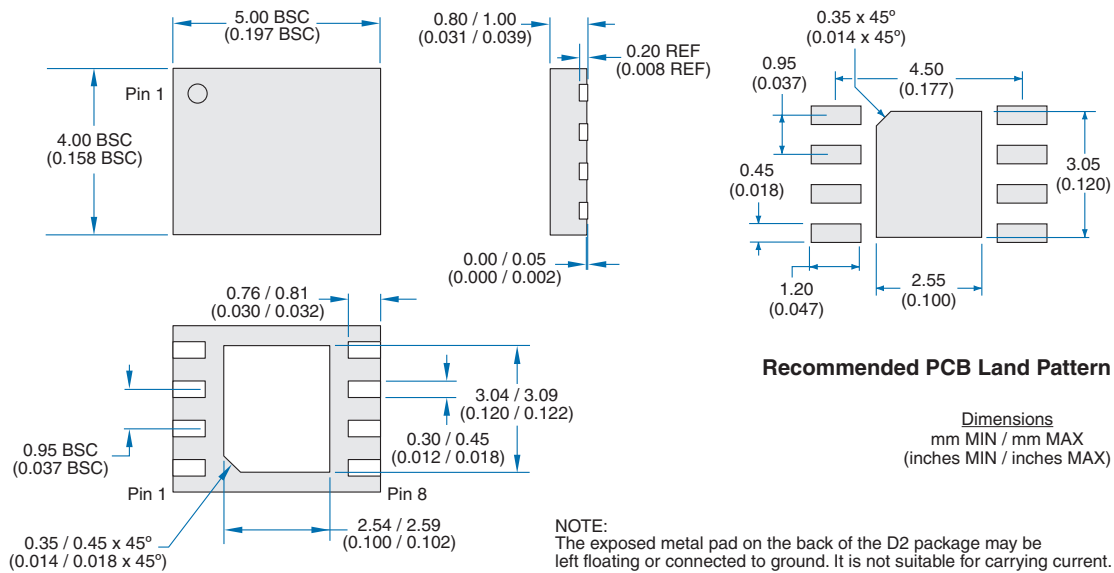 5.00 BSC
(0.197 BSC)
Pin 1
4.00 BSC
(0.158 BSC)
0.80 / 1.00
(0.031 / 0.039)
0.20 REF
(0.008 REF)
0.00 / 0.05
(0.000 / 0.002)
0.35 x 45º
(0.014 x 45º)
0.95
(0.037)
4.50
(0.177)
0.45
(0.018)
3.05
(0.120)
1.20
(0.047)
2.55
(0.100)
Recommended PCB Land Pattern
0.76 / 0.81
(0.030 / 0.032)
3.04 / 3.09
(0.120 / 0.122)
0.30 / 0.45
(0.012 / 0.018)
0.95 BSC
(0.037 BSC)
Pin 1
Pin 8
0.35 / 0.45 x 45º
(0.014 / 0.018 x 45º)
2.54 / 2.59
(0.100 / 0.102)
Dimensions
mm MIN / mm MAX
(inches MIN / inches MAX)
NOTE:
The exposed metal pad on the back of the D2 package may be
left floating or connected to ground. It is not suitable for carrying current.